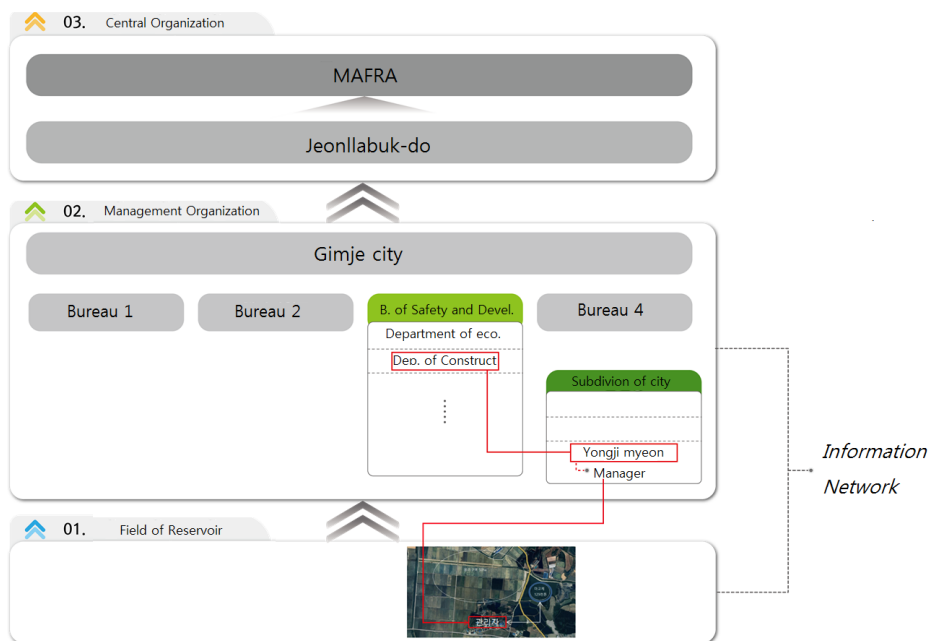 03. Central Organization
MAFRA
Jeonllabuk-do
02. Management Organization
Gimje city
Bureau 1
Bureau 2
B. of Safety and Devel.
Bureau 4
Department of eco.
Dep. of Construct
Subdivion of city
Yongji myeon
Manager
Information
Network
01. Field of Reservoir
관리자